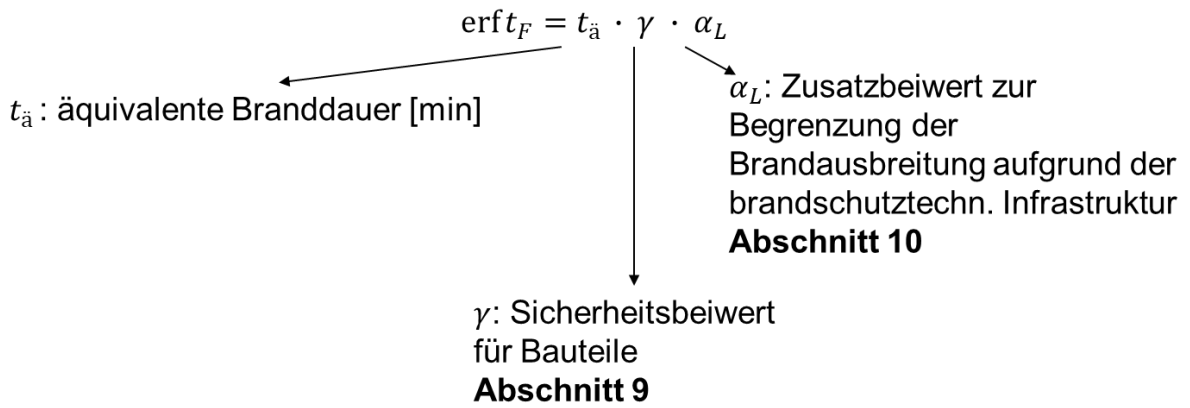 erf t_F = t_ä · γ · α_L
t_ä : äquivalente Branddauer [min]
α_L: Zusatzbeiwert zur
Begrenzung der
Brandausbreitung aufgrund der
brandschutztechn. Infrastruktur
Abschnitt 10
γ: Sicherheitsbeiwert
für Bauteile
Abschnitt 9